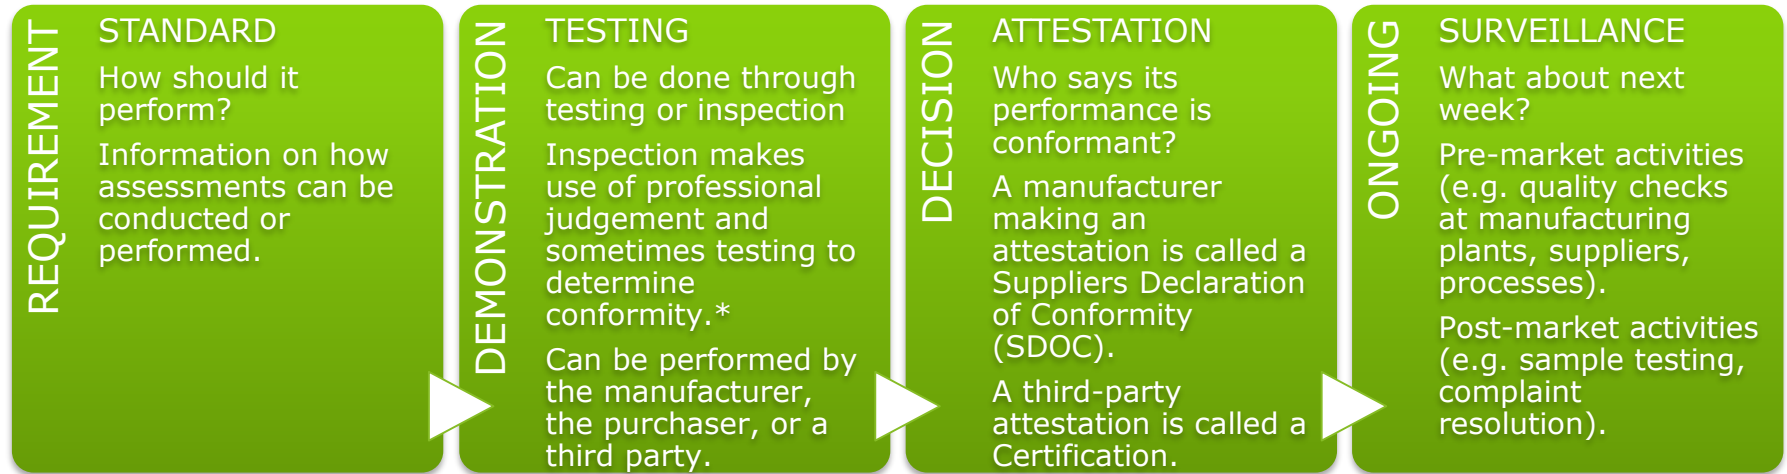 REQUIREMENT
STANDARD
How should it
perform?
Information on how
assessments can be
conducted or
performed.
DEMONSTRATION
TESTING
Can be done through
testing or inspection
Inspection makes
use of professional
judgement and
sometimes testing to
determine
conformity.*
Can be performed by
the manufacturer,
the purchaser, or a
third party.
DECISION
ATTESTATION
Who says its
performance is
conformant?
A manufacturer
making an
attestation is called a
Suppliers Declaration
of Conformity
(SDOC).
A third-party
attestation is called a
Certification.
ONGOING
SURVEILLANCE
What about next
week?
Pre-market activities
(e.g. quality checks
at manufacturing
plants, suppliers,
processes).
Post-market activities
(e.g. sample testing,
complaint
resolution).